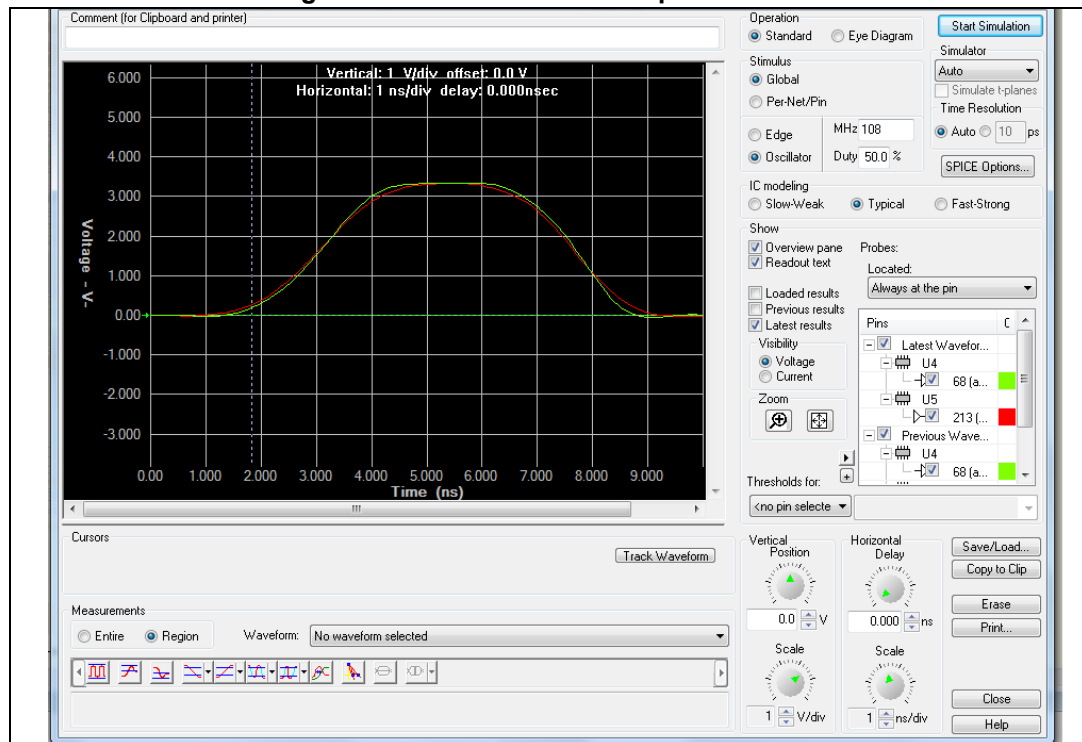 Comment (for Clipboard and printer)
Vertical: 1 V/div offset: 0.0 V
Horizontal: 1 ns/div delay: 0.000nsec
6.000
5.000
4.000
3.000
2.000
1.000
0.00
-1.000
-2.000
-3.000
Voltage -V-
0.00 1.000 2.000 3.000 4.000 5.000 6.000 7.000 8.000 9.000
Time (ns)
Cursors
Track Waveform
Measurements
Entire Region Waveform: No waveform selected
Operation
Standard Eye Diagram
Start Simulation
Stimulus
Global
Per-Net/Pin
Simulator
Auto
Simulate t-planes
Time Resolution
Auto 10 ps
Edge MHz 108
Oscillator Duty 50.0 %
SPICE Options...
IC modeling
Slow-Weak Typical Fast-Strong
Show
Overview pane
Readout text
Loaded results
Previous results
Latest results
Visibility
Voltage
Current
Zoom
Probes:
Located:
Always at the pin
Pins C
Latest Wavefor...
U4
68 (a...
U5
213 (...
Previous Wave...
U4
68 (a...
Thresholds for:
<no pin selecte
Vertical
Position
0.0 V
Scale
1 V/div
Horizontal
Delay
0.000 ns
Scale
1 ns/div
Save/Load...
Copy to Clip
Erase
Print...
Close
Help